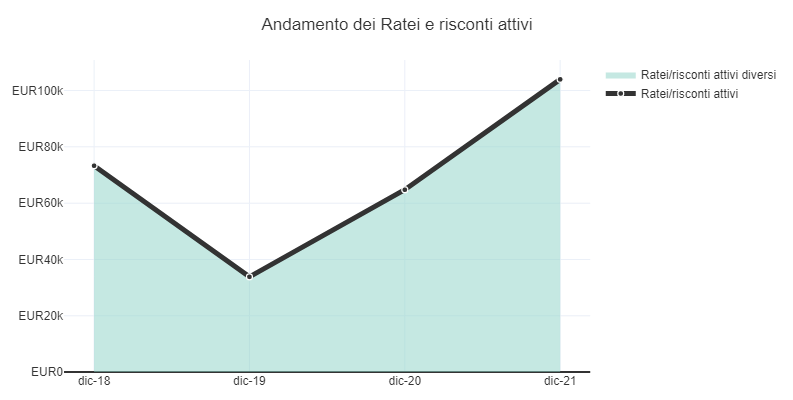 Andamento dei Ratei e risconti attivi
Ratei/risconti attivi diversi
Ratei/risconti attivi
EUR100k
EUR80k
EUR60k
EUR40k
EUR20k
EUR0
dic-18 dic-19 dic-20 dic-21